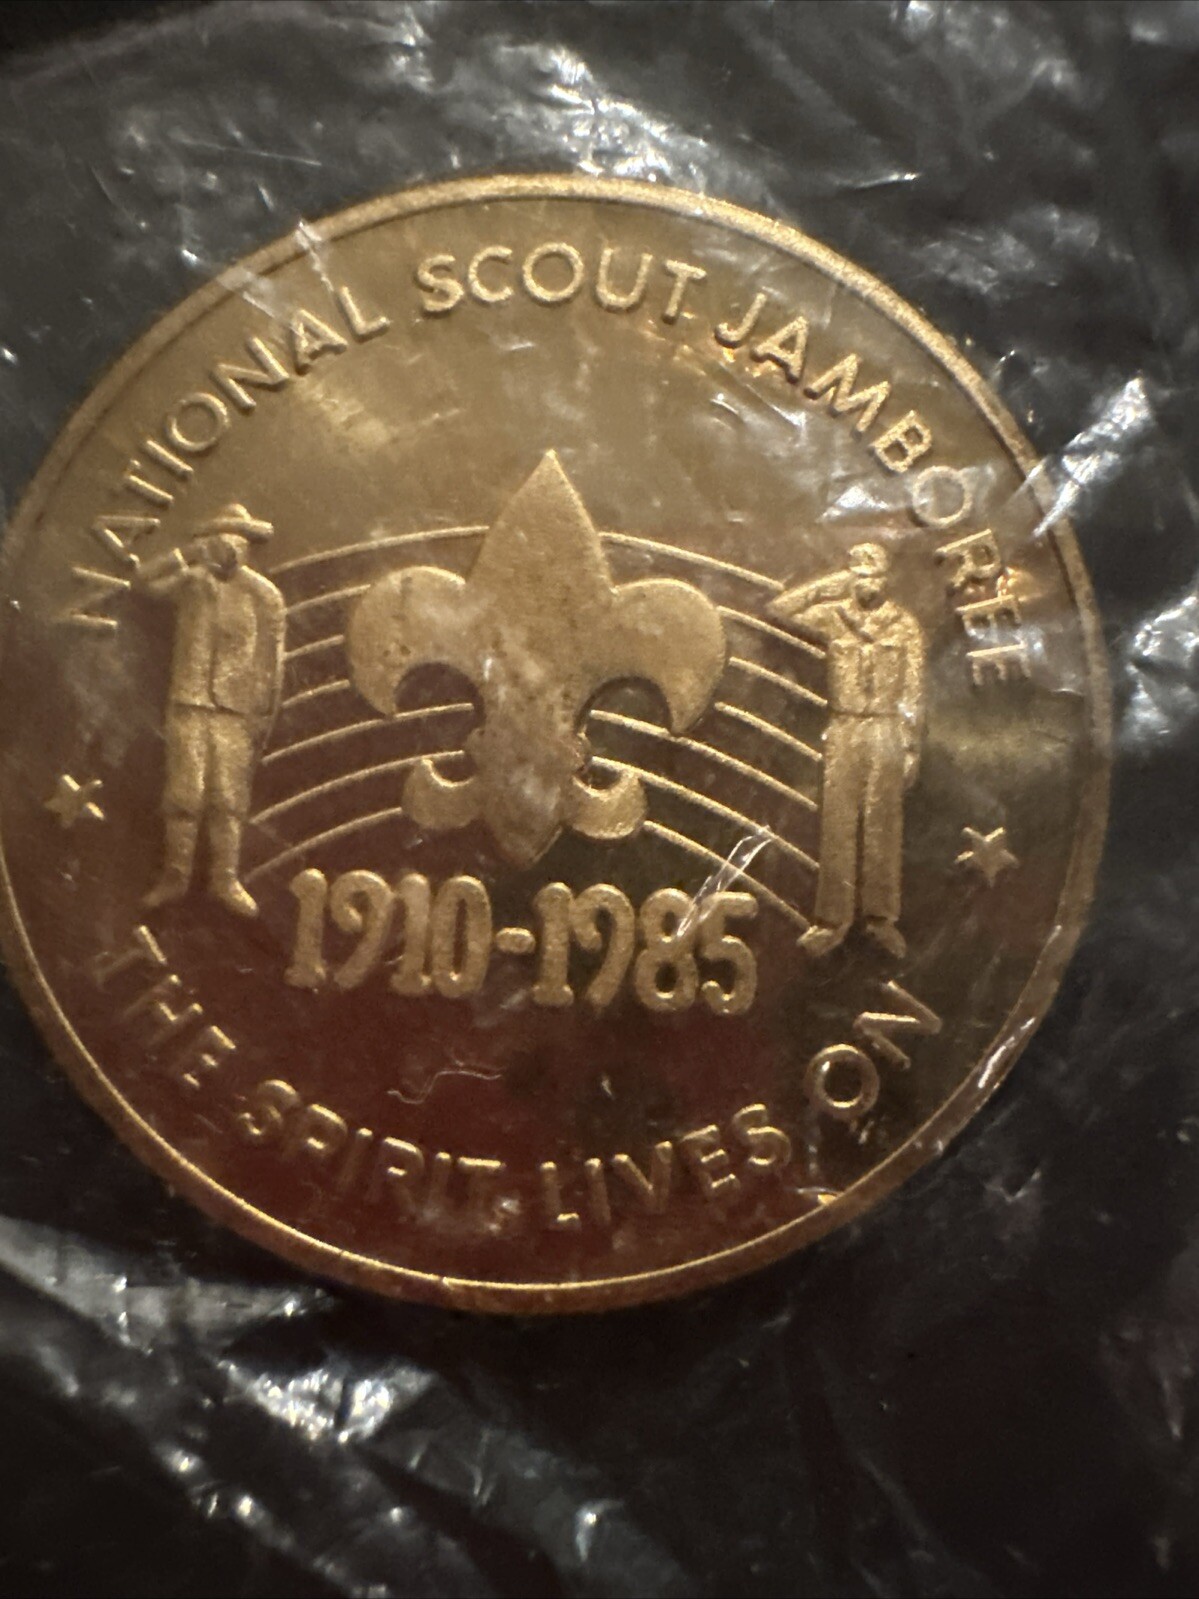 NATIONAL SCOUT JAMBOREE
1910-1985
THE SPIRIT LIVES ON